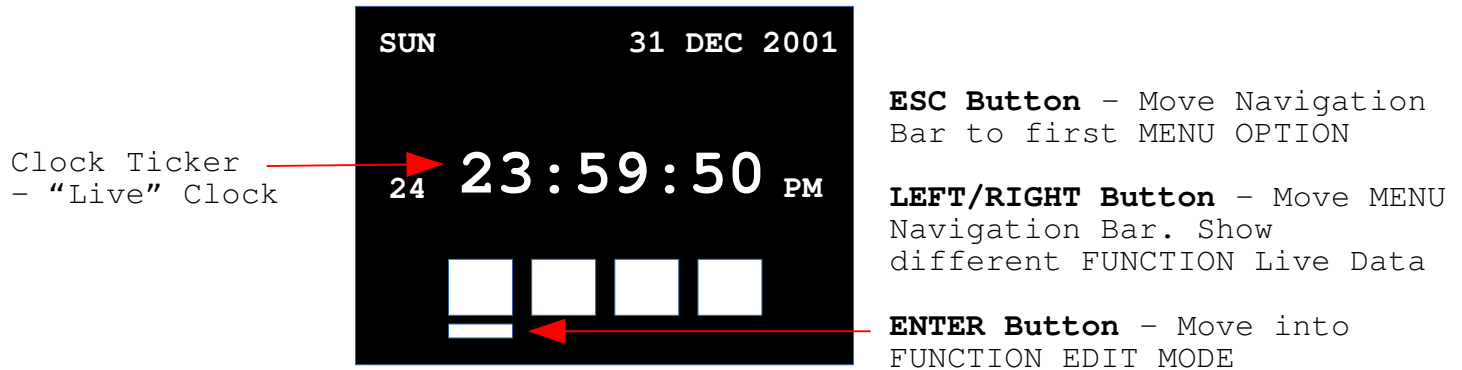 SUN 31 DEC 2001
Clock Ticker
– “Live” Clock
24 23:59:50 PM
ESC Button – Move Navigation
Bar to first MENU OPTION
LEFT/RIGHT Button – Move MENU
Navigation Bar. Show
different FUNCTION Live Data
ENTER Button – Move into
FUNCTION EDIT MODE